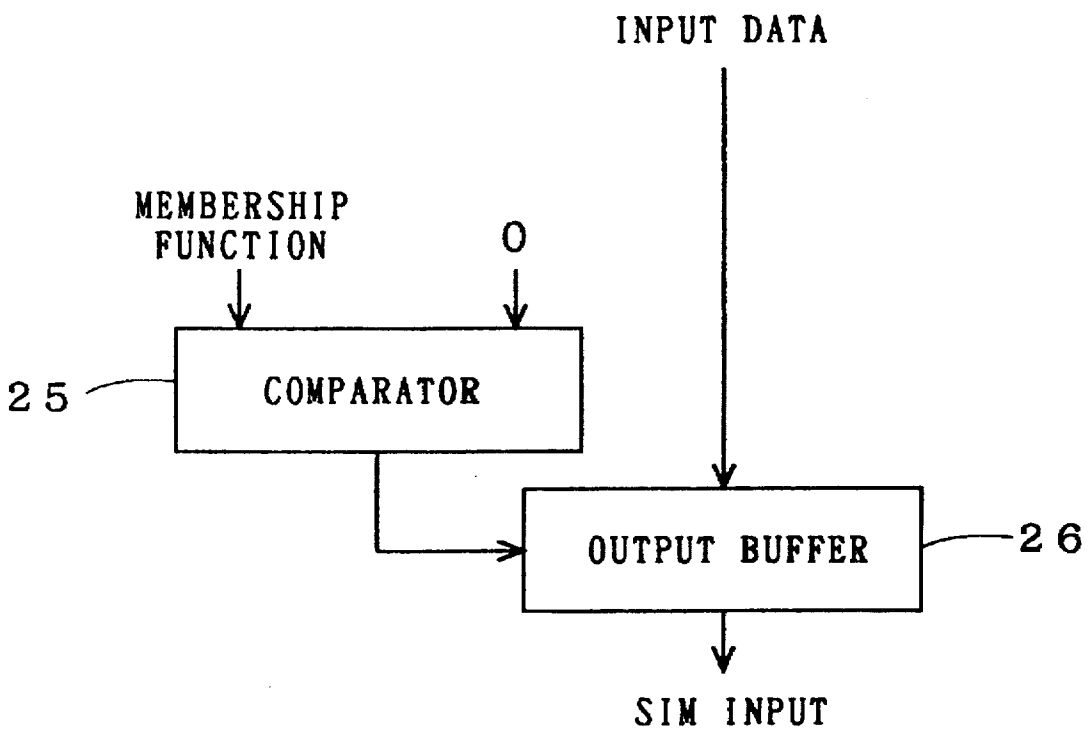 INPUT DATA
MEMBERSHIP
FUNCTION
0
25
COMPARATOR
OUTPUT BUFFER
26
SIM INPUT